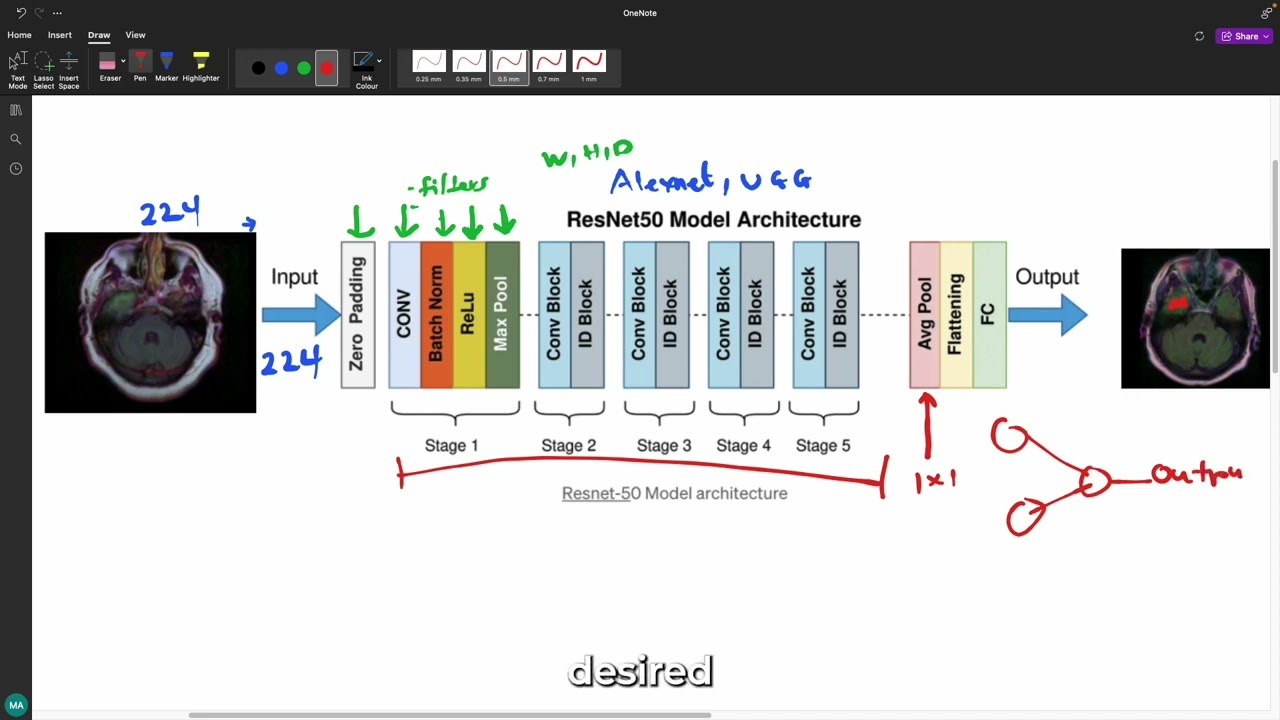 OneNote
Home Insert Draw View
Share
Text Mode
Lasso Select
Insert Space
Eraser
Pen
Marker
Highlighter
Ink Colour
0.25 mm
0.35 mm
0.5 mm
0.7 mm
1 mm
W, H, D
Alexnet, VGG
-filters
224
224
ResNet50 Model Architecture
Input
Zero Padding
CONV
Batch Norm
ReLu
Max Pool
Conv Block
ID Block
Conv Block
ID Block
Conv Block
ID Block
Conv Block
ID Block
Avg Pool
Flattening
FC
Output
Stage 1
Stage 2
Stage 3
Stage 4
Stage 5
1x1
Outpu
Resnet-50 Model architecture
desired
MA